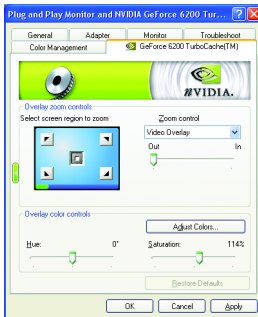 Plug and Play Monitor and NVIDIA GeForce 6200 Tur...
General Adapter Monitor Troubleshoot
Color Management GeForce 6200 TurboCache(TM)
nVIDIA.
Overlay zoom controls
Select screen region to zoom
Zoom control
Video Overlay
Out In
Overlay color controls
Adjust Colors...
Hue: 0° Saturation: 114%
Restore Defaults
OK Cancel Apply